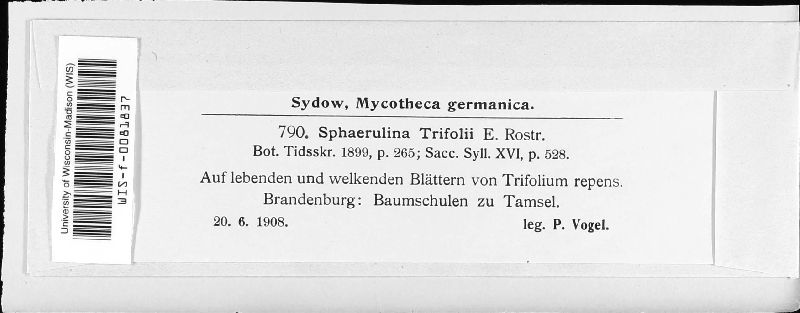 University of Wisconsin-Madison (WIS)
WIS-f-0081837
Sydow, Mycotheca germanica.
790. Sphaerulina Trifolii E. Rostr.
Bot. Tidsskr. 1899, p. 265; Sacc. Syll. XVI, p. 528.
Auf lebenden und welkenden Blättern von Trifolium repens.
Brandenburg: Baumschulen zu Tamsel.
20. 6. 1908. leg. P. Vogel.